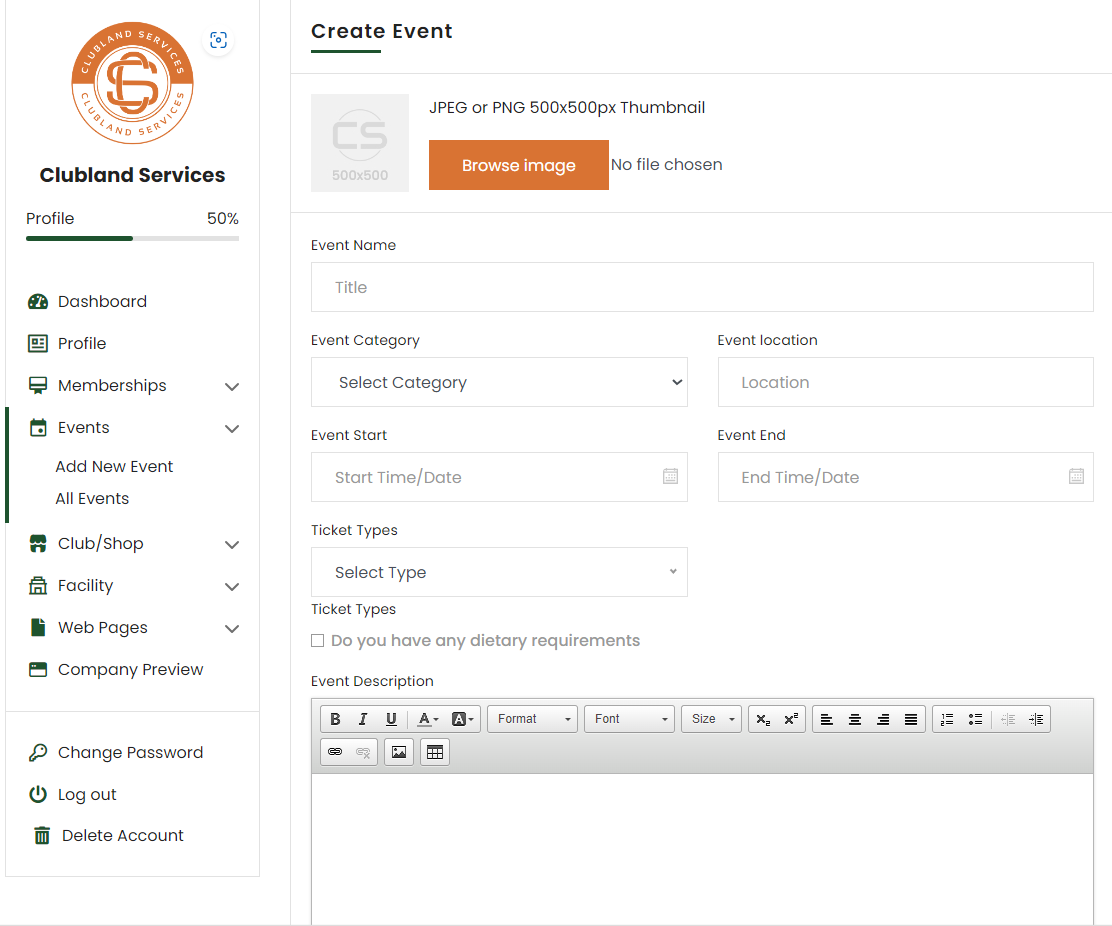 CLUBLAND SERVICES
CLUBLAND SERVICES
Clubland Services
Profile 50%
Dashboard
Profile
Memberships
Events
Add New Event
All Events
Club/Shop
Facility
Web Pages
Company Preview
Change Password
Log out
Delete Account
Create Event
CS
500x500
JPEG or PNG 500x500px Thumbnail
Browse image No file chosen
Event Name
Title
Event Category Event location
Select Category Location
Event Start Event End
Start Time/Date End Time/Date
Ticket Types
Select Type
Ticket Types
Do you have any dietary requirements
Event Description
B I U A A Format Font Size x₂ x²